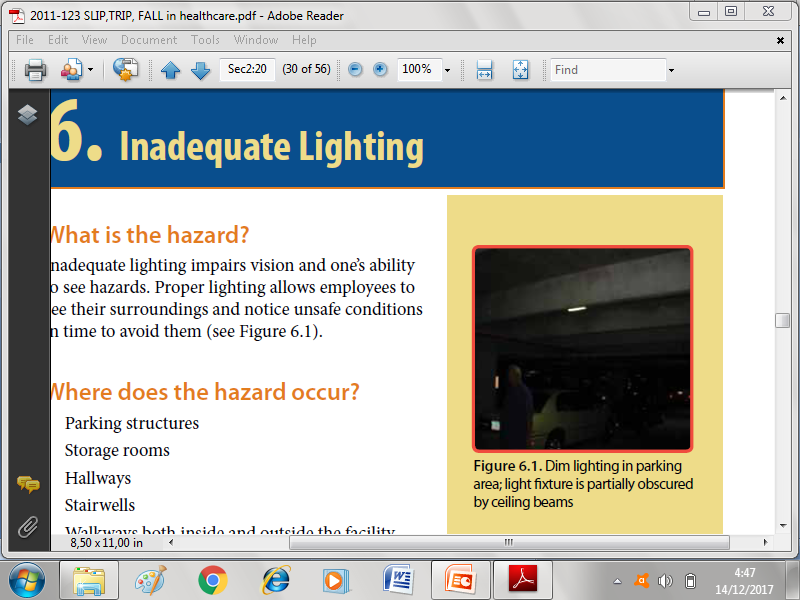 2011-123 SLIP,TRIP, FALL in healthcare.pdf - Adobe Reader
File Edit View Document Tools Window Help
Sec2:20 (30 of 56) 100% Find
6. Inadequate Lighting
What is the hazard?
nadequate lighting impairs vision and one's ability
o see hazards. Proper lighting allows employees to
ee their surroundings and notice unsafe conditions
n time to avoid them (see Figure 6.1).
Where does the hazard occur?
Parking structures
Storage rooms
Hallways
Stairwells
Walkways both inside and outside the facility
Figure 6.1. Dim lighting in parking
area; light fixture is partially obscured
by ceiling beams
8,50 x 11,00 in
4:47
14/12/2017